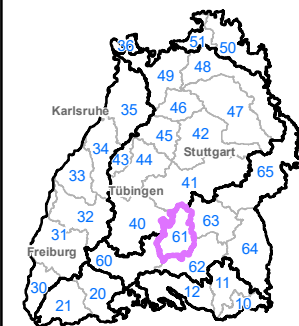 36 51 50
49 48
Karlsruhe 35 46 47
34 45 42
43 44 Stuttgart
33 41 65
Tübingen
32 40 61 63
31
Freiburg 60 62 64
30 20 12 11
21 10